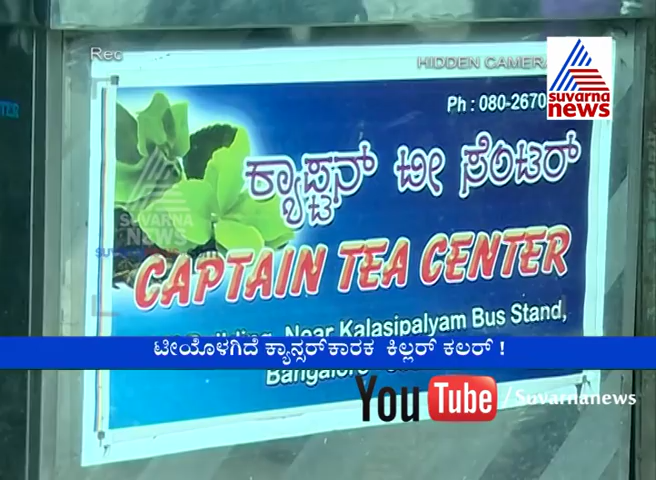 Rec
HIDDEN CAMERA
suvarna
news
Ph : 080-2670
ಕ್ಯಾಪ್ಟನ್ ಟೀ ಸೆಂಟರ್
SUVARNA
NEWS
CAPTAIN TEA CENTER
Near Kalasipalyam Bus Stand,
ಟೀಯೊಳಗಿದೆ ಕ್ಯಾನ್ಸರ್‌ಕಾರಕ ಕಿಲ್ಲರ್ ಕಲರ್ !
Bangalore
You Tube /Suvarnanews